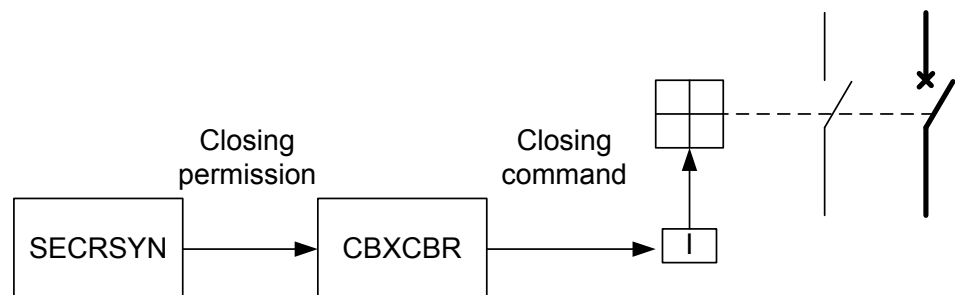 Closing
permission
Closing
command
SECRSYN
CBXCBR
I